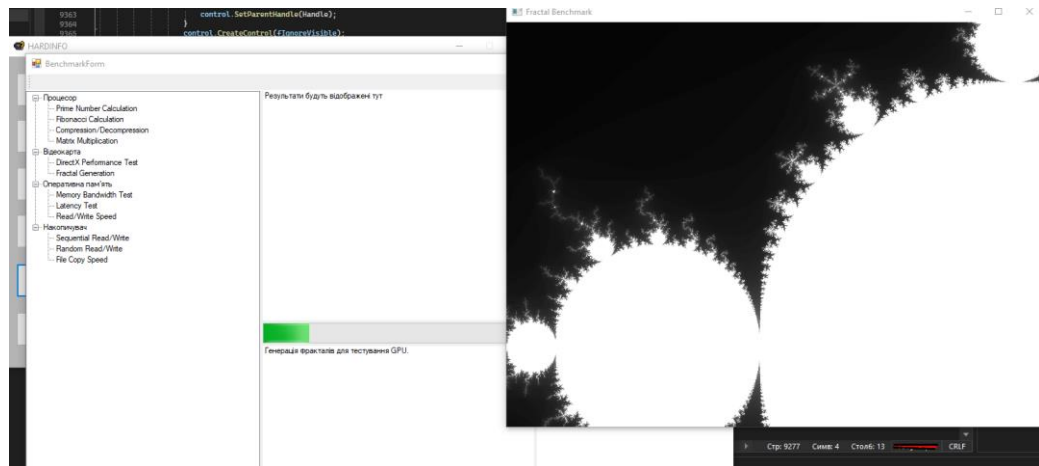 9363 control.SetParentHandle(Handle);
9364 }
9365 control.CreateControl(fIgnoreVisible);
HARDINFO
BenchmarkForm
Процесор
Prime Number Calculation
Fibonacci Calculation
Compression/Decompression
Matrix Multiplication
Відеокарта
DirectX Performance Test
Fractal Generation
Оперативна пам'ять
Memory Bandwidth Test
Latency Test
Read/Write Speed
Накопичувач
Sequential Read/Write
Random Read/Write
File Copy Speed
Результати будуть відображені тут
Генерація фракталів для тестування GPU.
Fractal Benchmark
Стр: 9277 Симв: 4 Столб: 13 CRLF